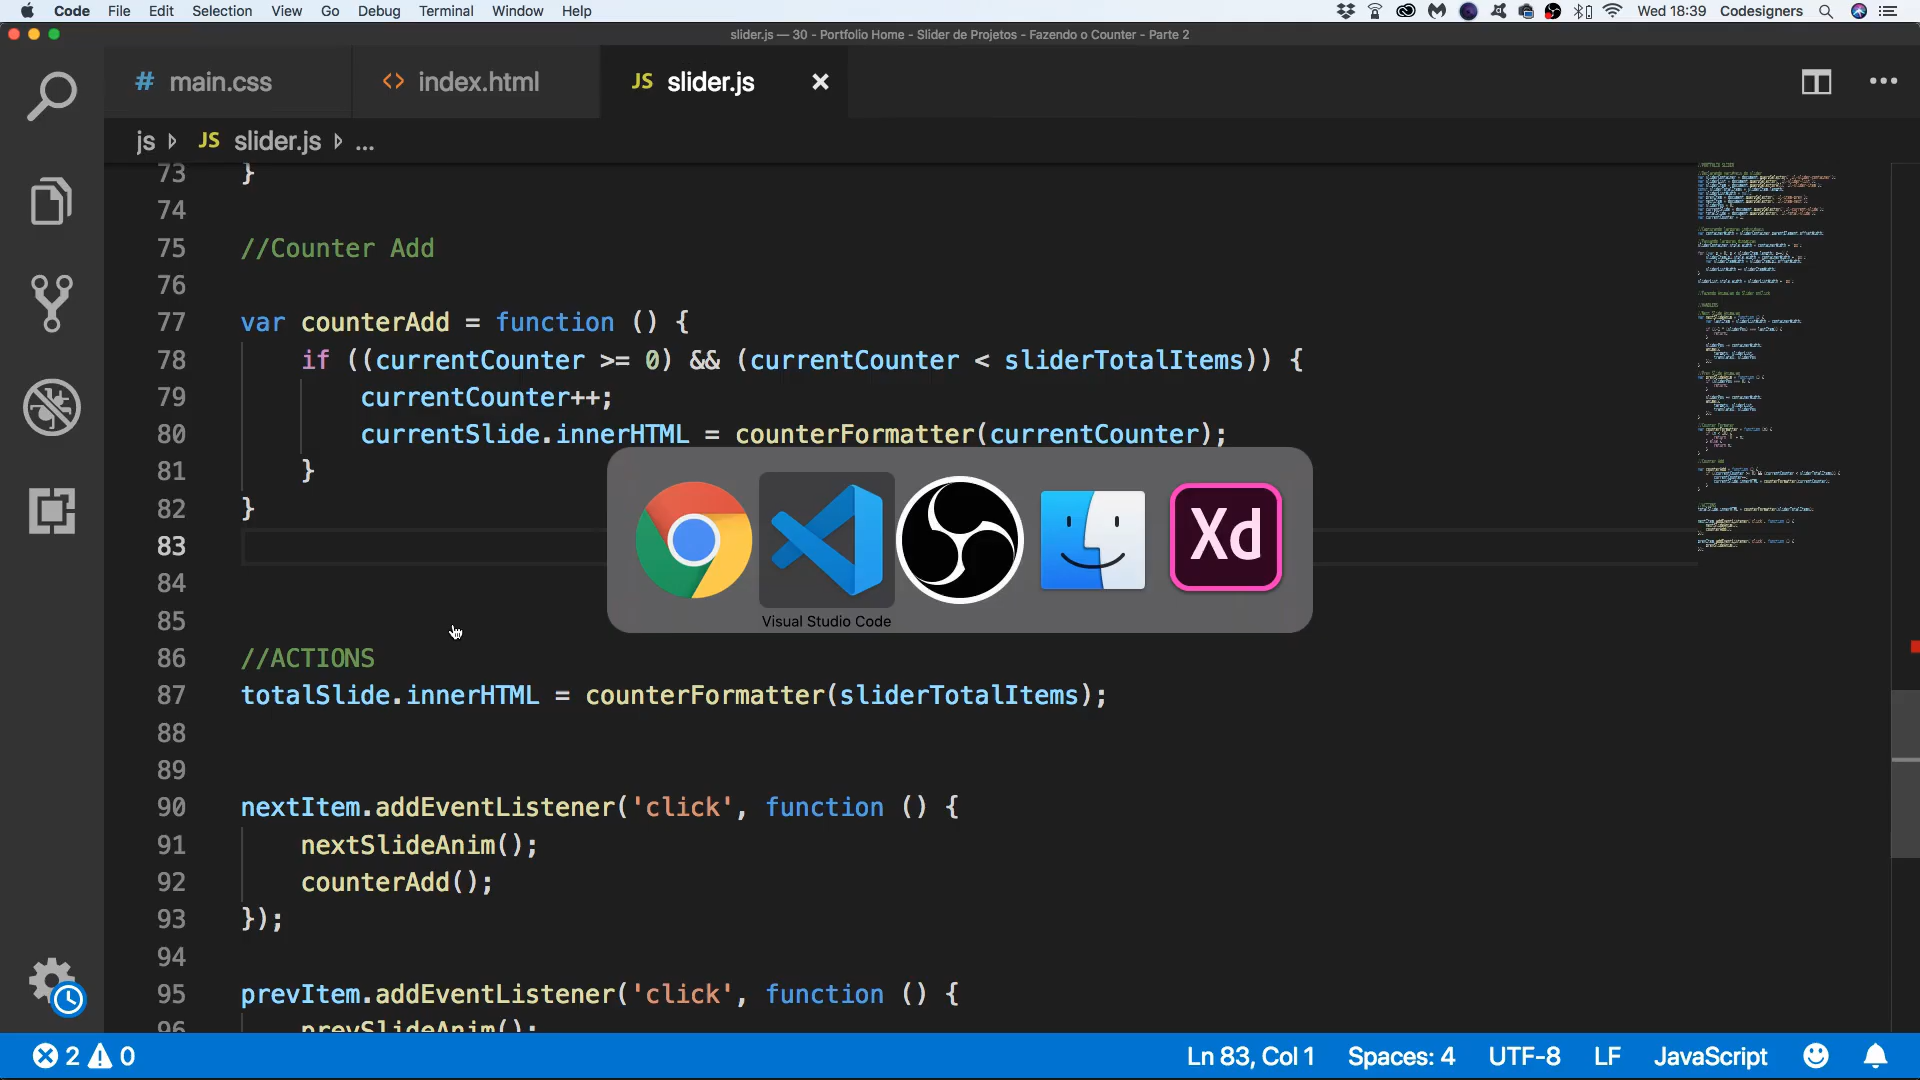 Code File Edit Selection View Go Debug Terminal Window Help Wed 18:39 Codesigners
slider.js — 30 - Portfolio Home - Slider de Projetos - Fazendo o Counter - Parte 2
# main.css <> index.html JS slider.js
js JS slider.js ...
73 }
74
75 //Counter Add
76
77 var counterAdd = function () {
78 if ((currentCounter >= 0) && (currentCounter < sliderTotalItems)) {
79 currentCounter++;
80 currentSlide.innerHTML = counterFormatter(currentCounter);
81 }
82 }
83
84
85
Xd
Visual Studio Code
86 //ACTIONS
87 totalSlide.innerHTML = counterFormatter(sliderTotalItems);
88
89
90 nextItem.addEventListener('click', function () {
91 nextSlideAnim();
92 counterAdd();
93 });
94
95 prevItem.addEventListener('click', function () {
96 prevSlideAnim();
2 0 Ln 83, Col 1 Spaces: 4 UTF-8 LF JavaScript